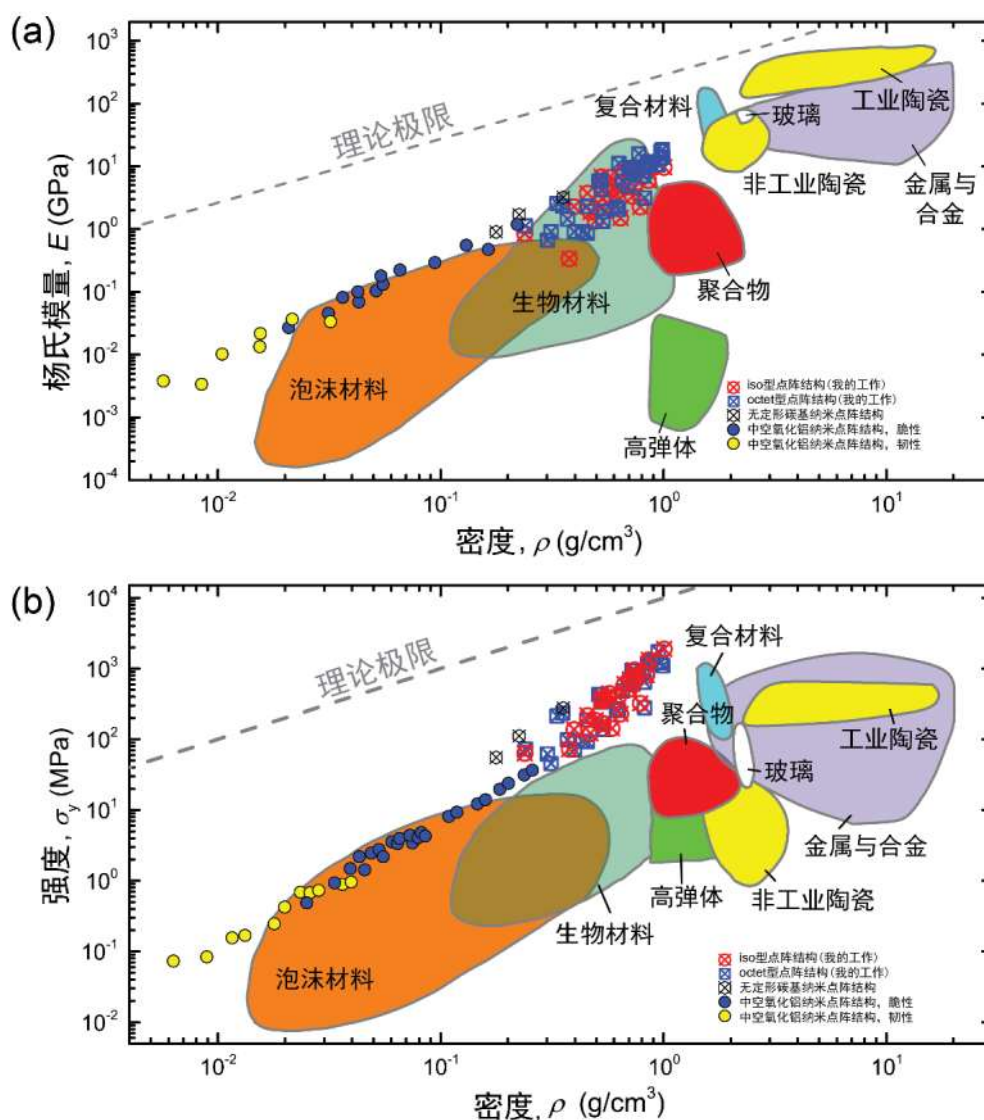 (a)
10³
10²
10¹
10⁰
10⁻¹
10⁻²
10⁻³
10⁻⁴
杨氏模量, E (GPa)
理论极限
复合材料
玻璃
工业陶瓷
非工业陶瓷
金属与
合金
生物材料
聚合物
泡沫材料
高弹体
iso型点阵结构(我的工作)
octet型点阵结构(我的工作)
无定形碳基纳米点阵结构
中空氧化铝纳米点阵结构，脆性
中空氧化铝纳米点阵结构，韧性
10⁻² 10⁻¹ 10⁰ 10¹
密度, ρ (g/cm³)
(b)
10⁴
10³
10²
10¹
10⁰
10⁻¹
10⁻²
强度, σy (MPa)
理论极限
复合材料
聚合物
工业陶瓷
玻璃
金属与合金
高弹体
非工业陶瓷
生物材料
泡沫材料
iso型点阵结构(我的工作)
octet型点阵结构(我的工作)
无定形碳基纳米点阵结构
中空氧化铝纳米点阵结构，脆性
中空氧化铝纳米点阵结构，韧性
10⁻² 10⁻¹ 10⁰ 10¹
密度, ρ (g/cm³)